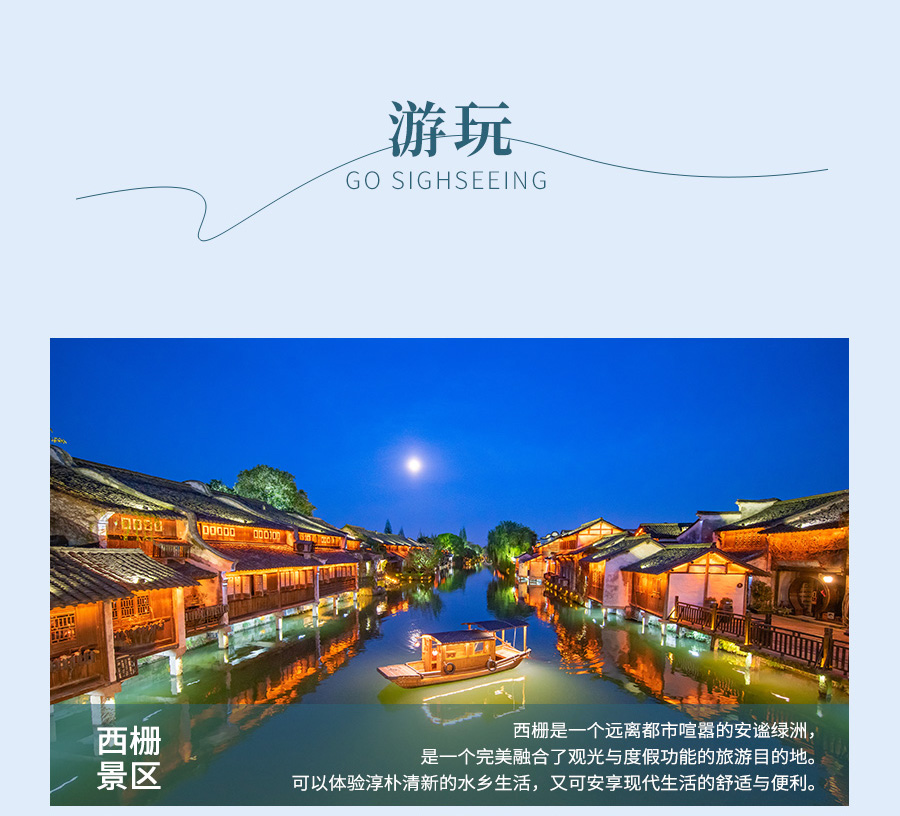 游玩
GO SIGHSEEING
西栅
景区
西栅是一个远离都市喧嚣的安谧绿洲，
是一个完美融合了观光与度假功能的旅游目的地。
可以体验淳朴清新的水乡生活，又可安享现代生活的舒适与便利。